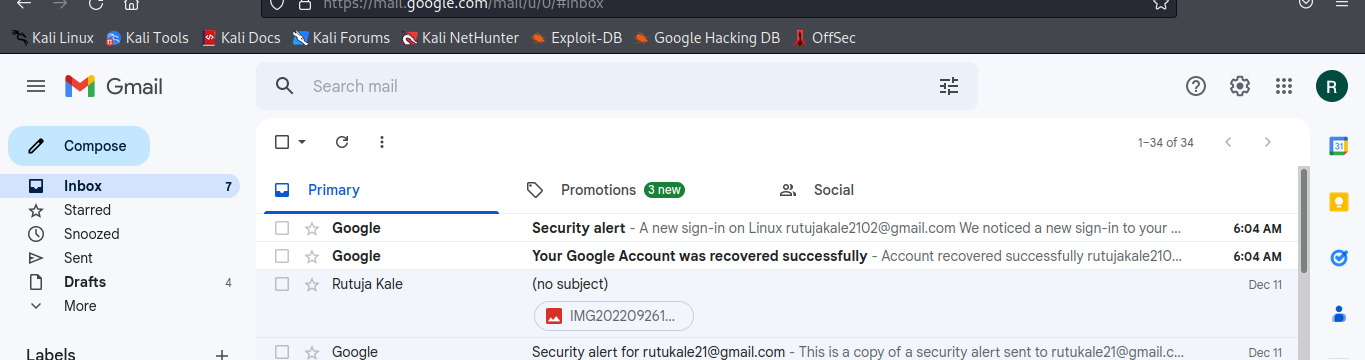 https://mail.google.com/mail/u/0/#inbox
Kali Linux Kali Tools Kali Docs Kali Forums Kali NetHunter Exploit-DB Google Hacking DB OffSec
Gmail Search mail R
Compose 1–34 of 34 31
Inbox 7 Primary Promotions 3 new Social
Starred
Snoozed
Sent
Drafts 4
More
Labels
Google Security alert - A new sign-in on Linux rutujakale2102@gmail.com We noticed a new sign-in to your ... 6:04 AM
Google Your Google Account was recovered successfully - Account recovered successfully rutujakale210... 6:04 AM
Rutuja Kale (no subject) Dec 11
IMG202209261...
Google Security alert for rutukale21@gmail.com - This is a copy of a security alert sent to rutukale21@gmail.c... Dec 11